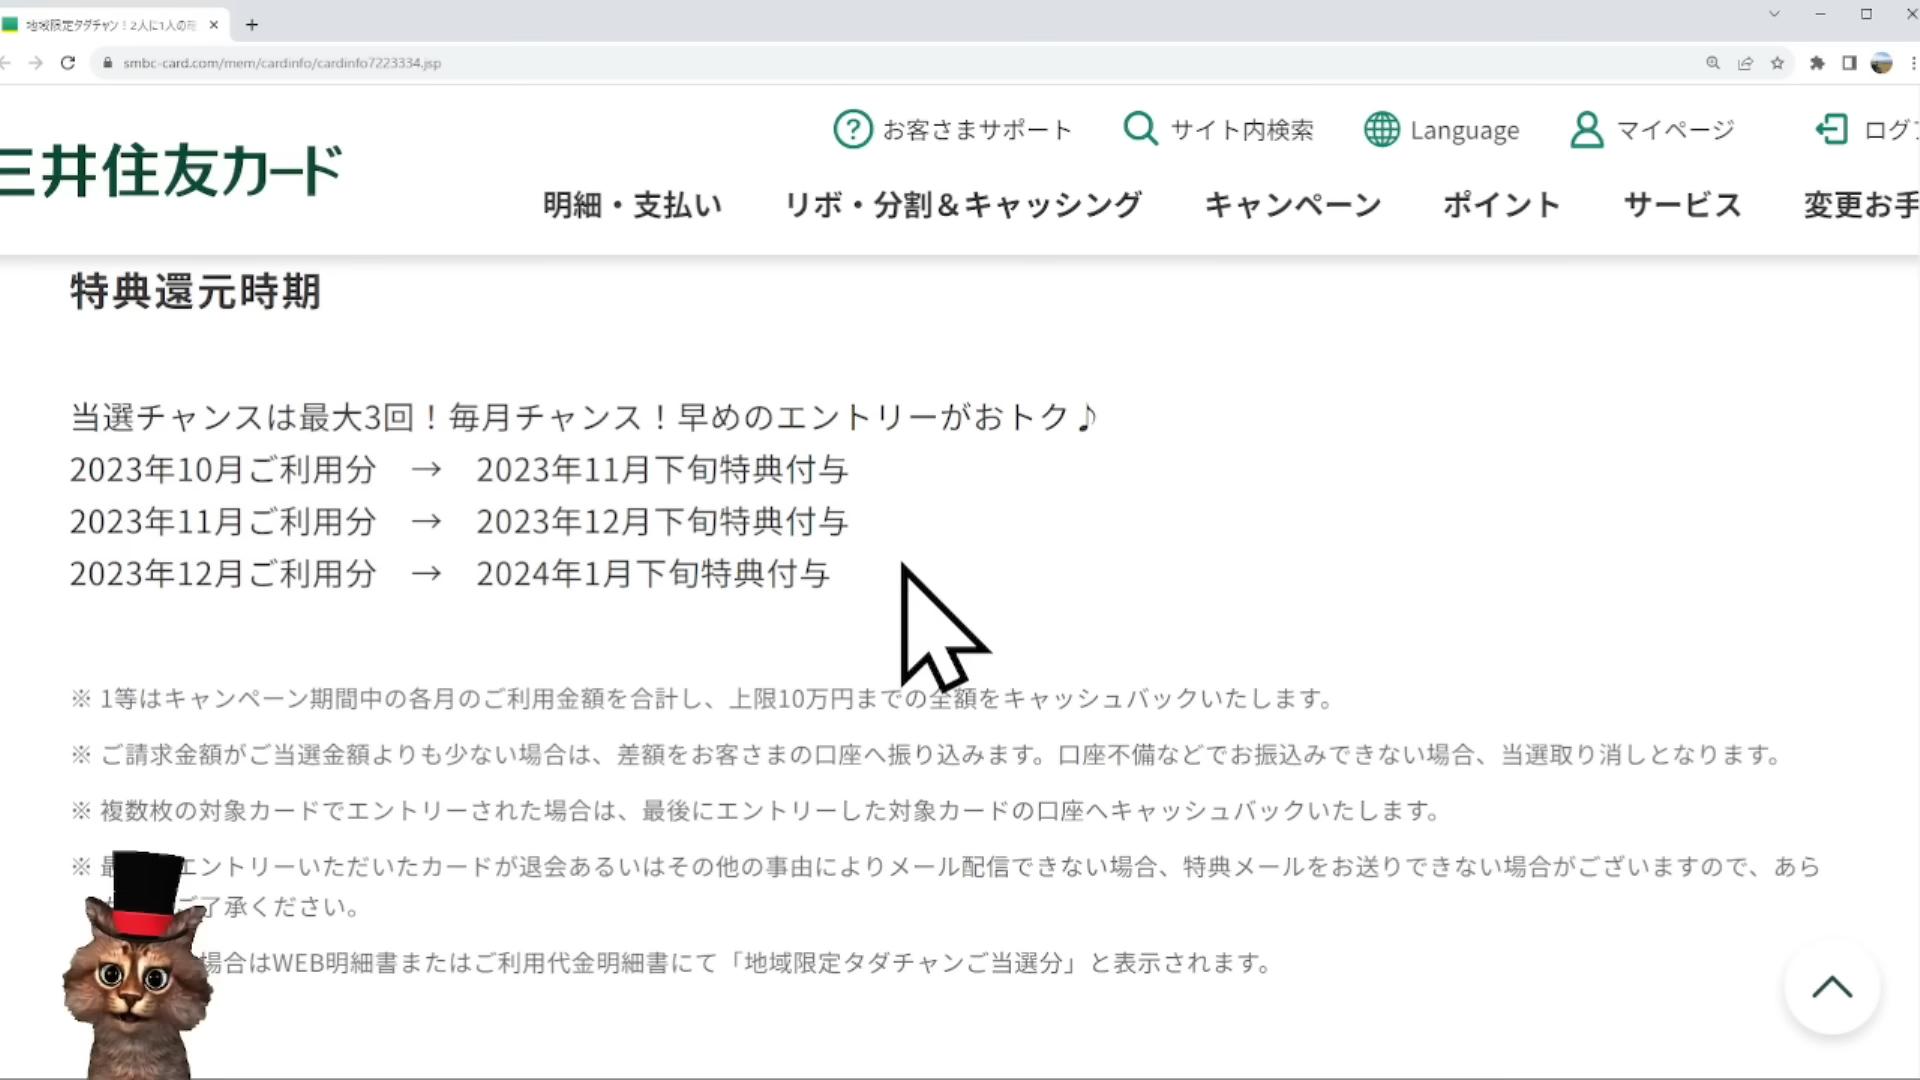 地域限定タダチャン！2人に1人の確
smbc-card.com/mem/cardinfo/cardinfo7223334.jsp
お客さまサポート サイト内検索 Language マイページ ログ
三井住友カード
明細・支払い リボ・分割＆キャッシング キャンペーン ポイント サービス 変更お手
特典還元時期
当選チャンスは最大3回！毎月チャンス！早めのエントリーがおトク♪
2023年10月ご利用分 → 2023年11月下旬特典付与
2023年11月ご利用分 → 2023年12月下旬特典付与
2023年12月ご利用分 → 2024年1月下旬特典付与
※ 1等はキャンペーン期間中の各月のご利用金額を合計し、上限10万円までの全額をキャッシュバックいたします。
※ ご請求金額がご当選金額よりも少ない場合は、差額をお客さまの口座へ振り込みます。口座不備などでお振込みできない場合、当選取り消しとなります。
※ 複数枚の対象カードでエントリーされた場合は、最後にエントリーした対象カードの口座へキャッシュバックいたします。
※ 最 エントリーいただいたカードが退会あるいはその他の事由によりメール配信できない場合、特典メールをお送りできない場合がございますので、あら
ご了承ください。
場合はWEB明細書またはご利用代金明細書にて「地域限定タダチャンご当選分」と表示されます。